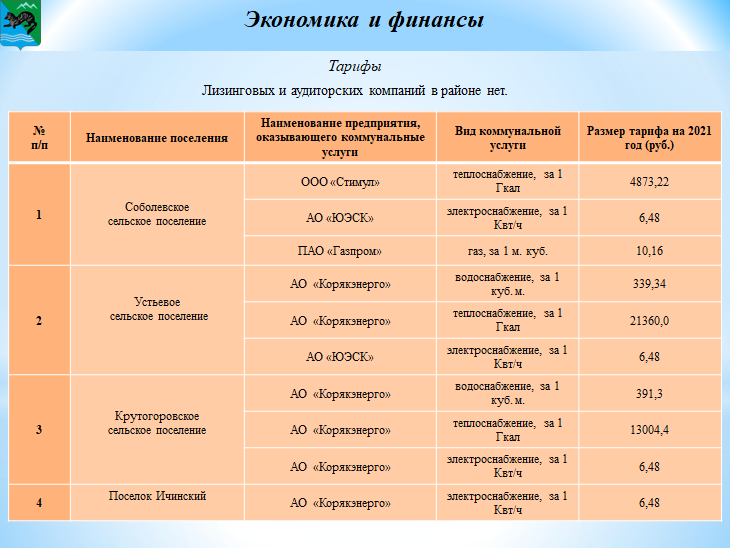 Экономика и финансы
Тарифы
Лизинговых и аудиторских компаний в районе нет.
№
п/п
Наименование поселения
Наименование предприятия,
оказывающего коммунальные
услуги
Вид коммунальной
услуги
Размер тарифа на 2021
год (руб.)
1
Соболевское
сельское поселение
ООО «Стимул»
теплоснабжение, за 1
Гкал
4873,22
АО «ЮЭСК»
электроснабжение, за 1
Квт/ч
6,48
ПАО «Газпром»
газ, за 1 м. куб.
10,16
2
Устьевое
сельское поселение
АО «Корякэнерго»
водоснабжение, за 1
куб. м.
339,34
АО «Корякэнерго»
теплоснабжение, за 1
Гкал
21360,0
АО «ЮЭСК»
электроснабжение, за 1
Квт/ч
6,48
3
Крутогоровское
сельское поселение
АО «Корякэнерго»
водоснабжение, за 1
куб. м.
391,3
АО «Корякэнерго»
теплоснабжение, за 1
Гкал
13004,4
АО «Корякэнерго»
электроснабжение, за 1
Квт/ч
6,48
4
Поселок Ичинский
АО «Корякэнерго»
электроснабжение, за 1
Квт/ч
6,48